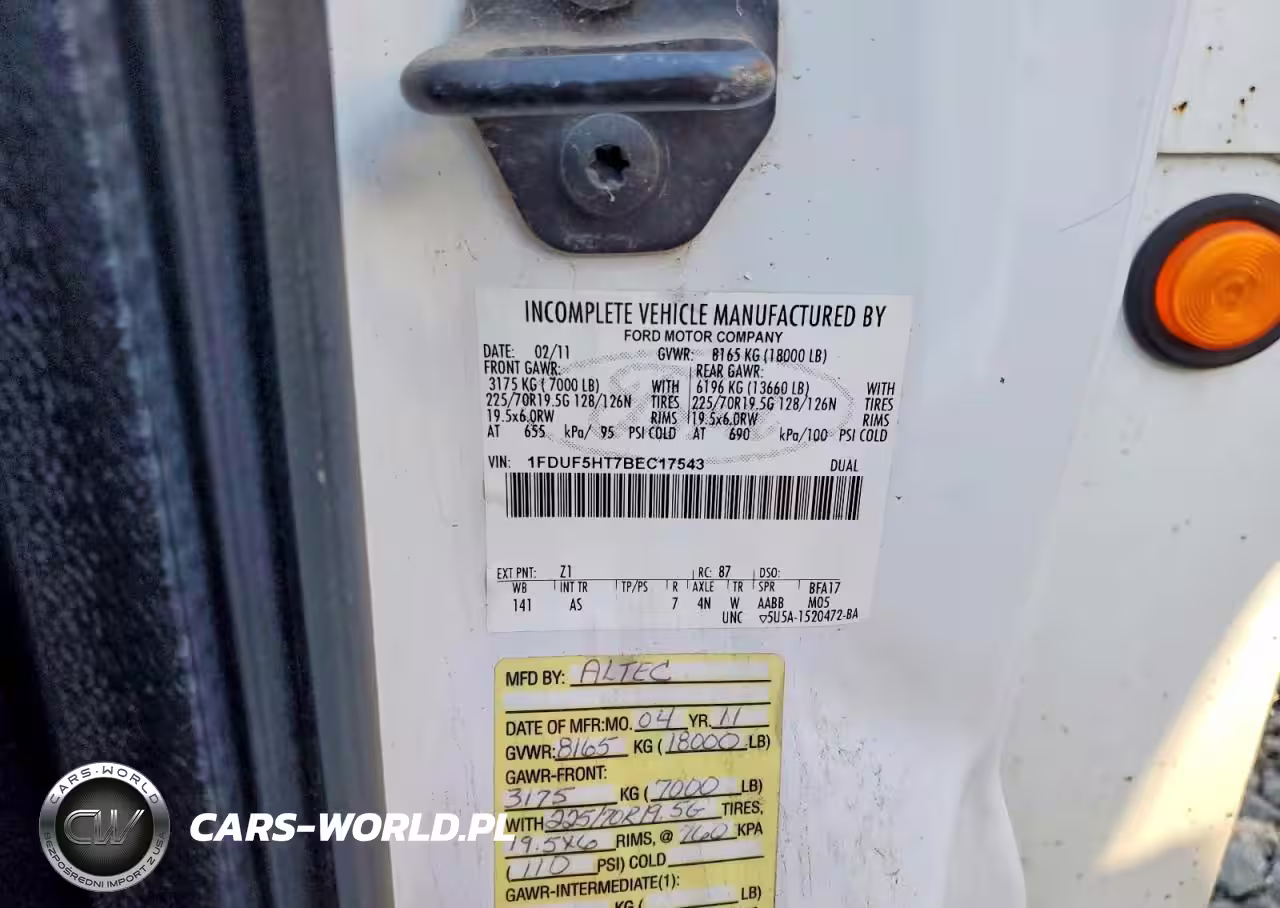 INCOMPLETE VEHICLE MANUFACTURED BY
FORD MOTOR COMPANY
DATE: 02/11 GVWR: 8165 KG (18000 LB)
FRONT GAWR: REAR GAWR:
3175 KG ( 7000 LB) WITH 6196 KG (13660 LB) WITH
225/70R19.5G 128/126N TIRES 225/70R19.5G 128/126N TIRES
19.5x6.0RW RIMS 19.5x6.0RW RIMS
AT 655 kPa/ 95 PSI COLD AT 690 kPa/100 PSI COLD
VIN: 1FDUF5HT7BEC17543 DUAL
EXT PNT: Z1 RC: 87 DSO:
WB INT TR TP/PS R AXLE TR SPR BFA17
141 AS 7 4N W AABB M05
UNC ▽5U5A-1520472-BA
MFD BY: ALTEC
DATE OF MFR:MO. 04 YR. 11
GVWR: 8165 KG ( 18000 LB)
GAWR-FRONT:
3175 KG ( 7000 LB)
WITH 225/70R19.5G TIRES,
19.5x6 RIMS, @ 760 KPA
( 110 PSI) COLD
GAWR-INTERMEDIATE(1):
KG ( LB)
CARS-WORLD
CW
BEZPOŚREDNI IMPORT Z USA
CARS-WORLD.PL